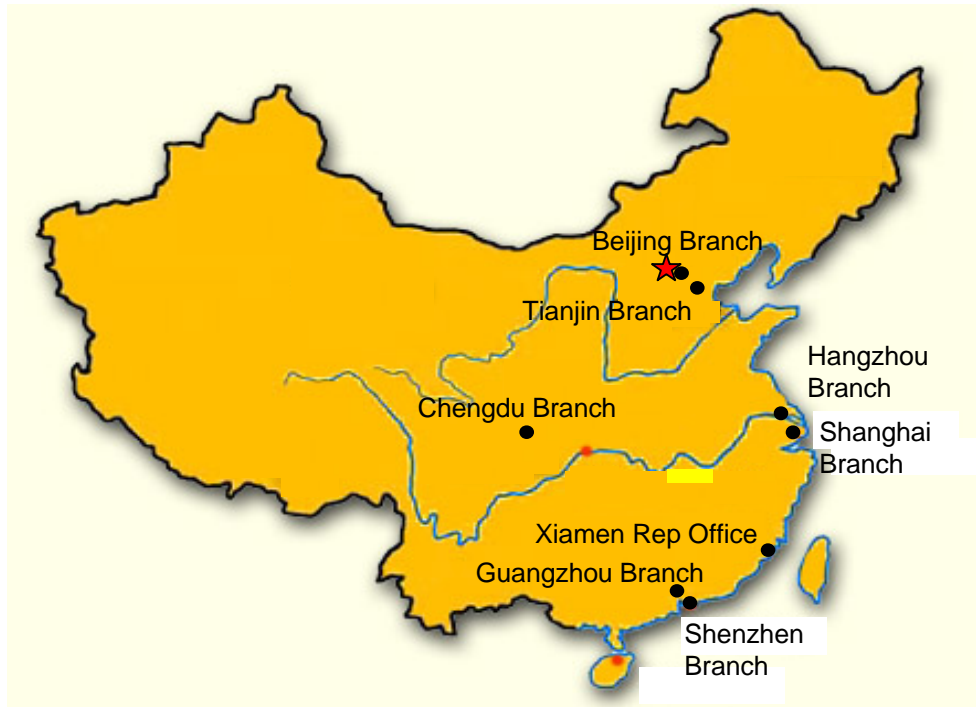 Beijing Branch
Tianjin Branch
Hangzhou
Branch
Chengdu Branch
Shanghai
Branch
Xiamen Rep Office
Guangzhou Branch
Shenzhen
Branch